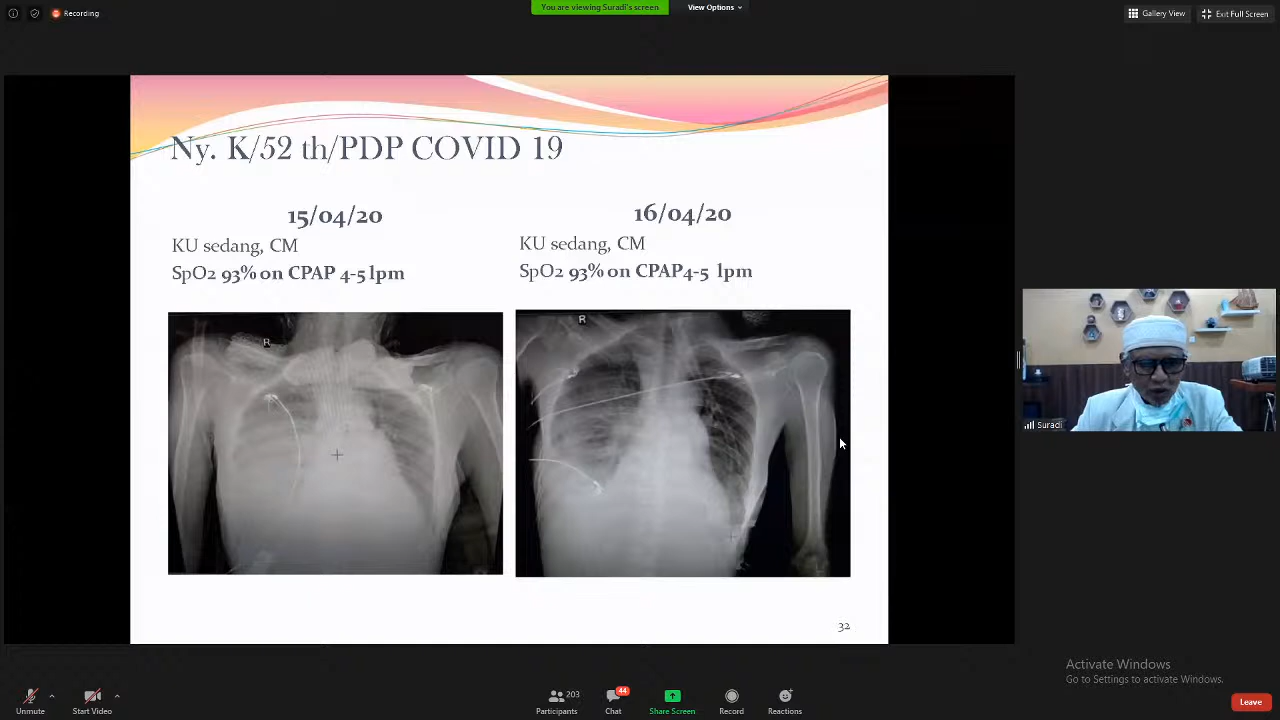 Recording
You are viewing Suradi's screen
View Options
Gallery View
Exit Full Screen
Ny. K/52 th/PDP COVID 19
15/04/20
KU sedang, CM
SpO2 93% on CPAP 4-5 lpm
16/04/20
KU sedang, CM
SpO2 93% on CPAP4-5 lpm
R
R
32
Suradi
Activate Windows
Go to Settings to activate Windows.
Unmute
Start Video
203
Participants
44
Chat
Share Screen
Record
Reactions
Leave